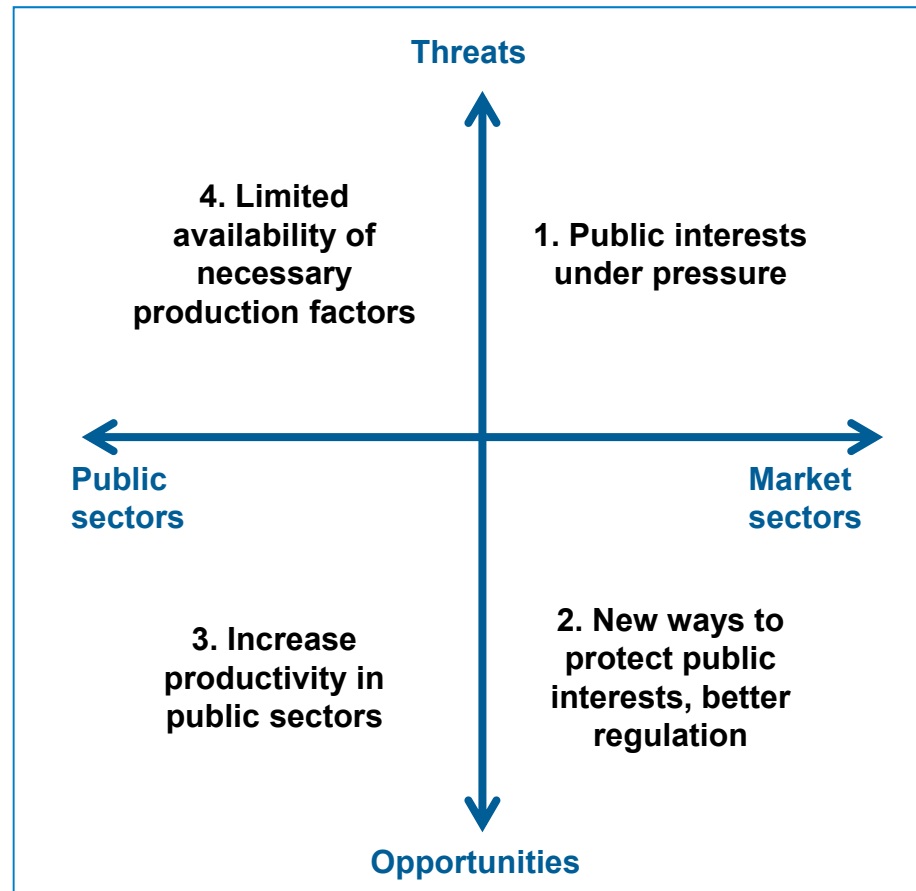 Threats
4. Limited
availability of
necessary
production factors
1. Public interests
under pressure
Public
sectors
Market
sectors
3. Increase
productivity in
public sectors
2. New ways to
protect public
interests, better
regulation
Opportunities